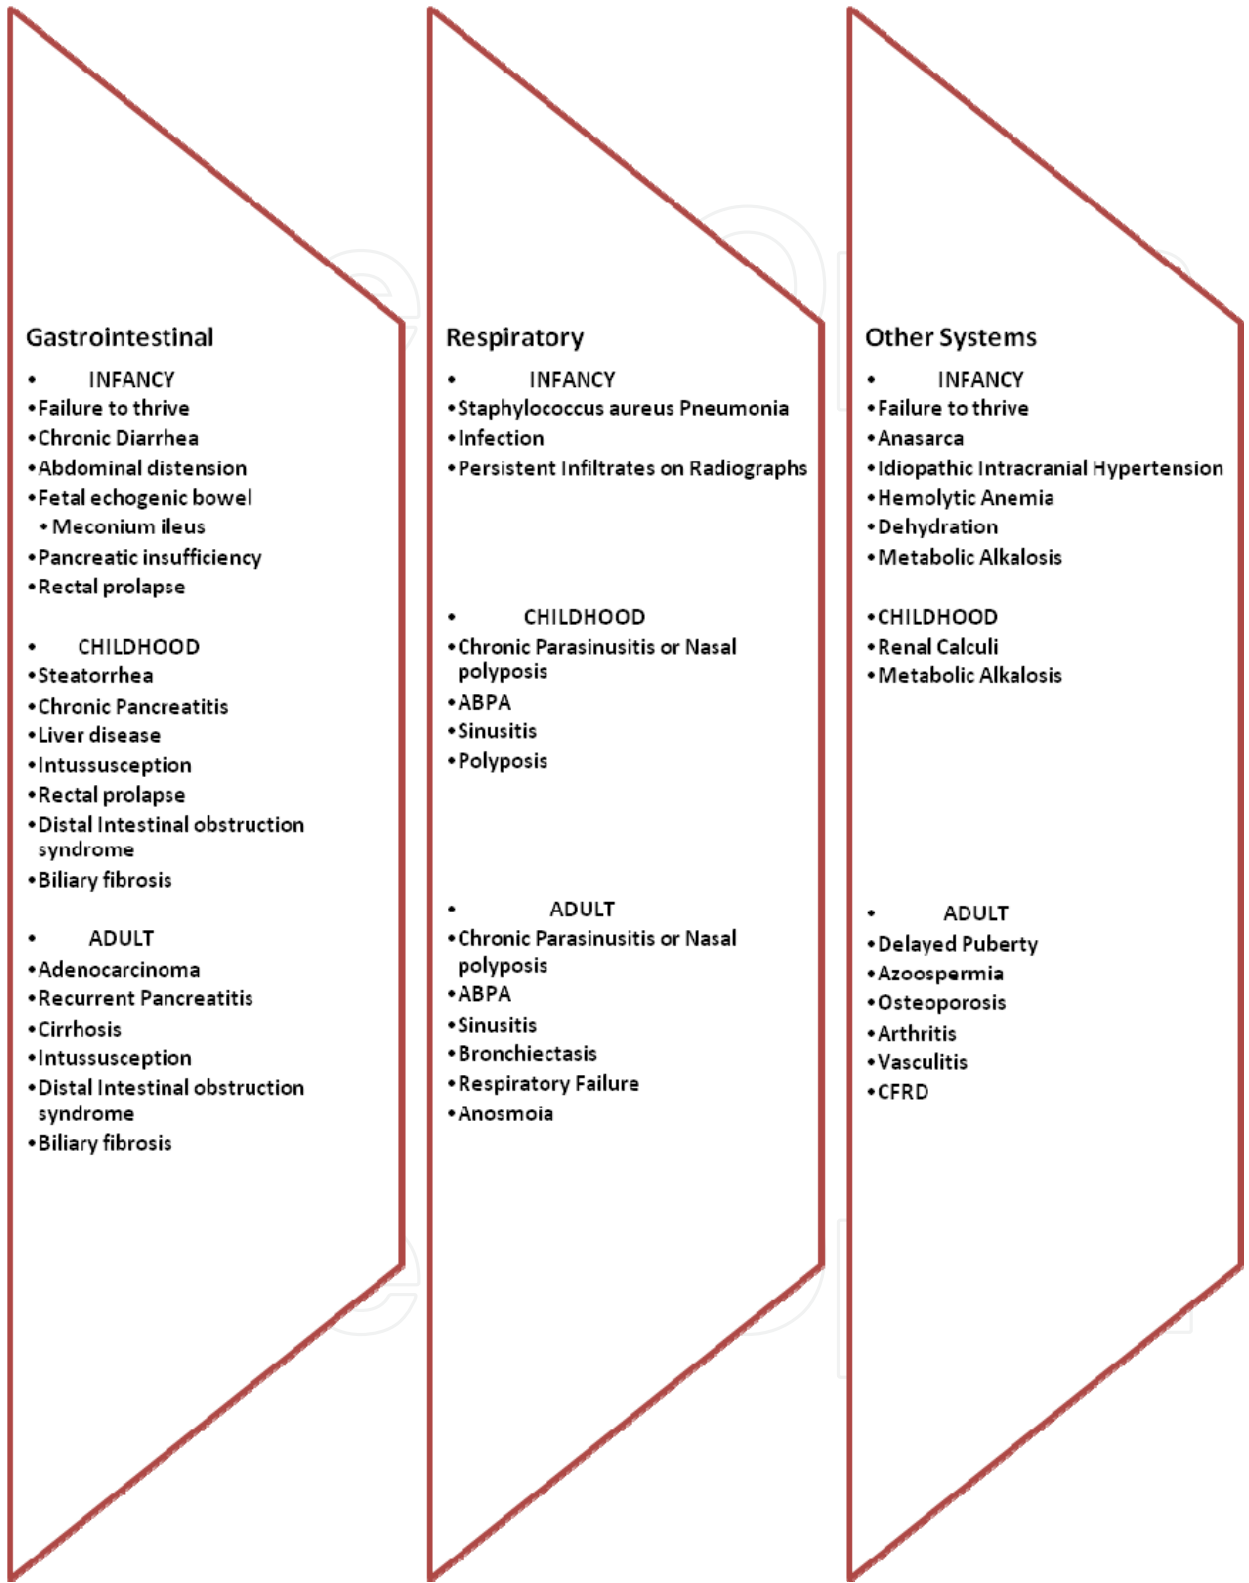 Gastrointestinal
• INFANCY
•Failure to thrive
•Chronic Diarrhea
•Abdominal distension
•Fetal echogenic bowel
• Meconium ileus
•Pancreatic insufficiency
•Rectal prolapse
• CHILDHOOD
•Steatorrhea
•Chronic Pancreatitis
•Liver disease
•Intussusception
•Rectal prolapse
•Distal Intestinal obstruction
syndrome
•Biliary fibrosis
• ADULT
•Adenocarcinoma
•Recurrent Pancreatitis
•Cirrhosis
•Intussusception
•Distal Intestinal obstruction
syndrome
•Biliary fibrosis
Respiratory
• INFANCY
•Staphylococcus aureus Pneumonia
•Infection
•Persistent Infiltrates on Radiographs
• CHILDHOOD
•Chronic Parasinusitis or Nasal
polyposis
•ABPA
•Sinusitis
•Polyposis
• ADULT
•Chronic Parasinusitis or Nasal
polyposis
•ABPA
•Sinusitis
•Bronchiectasis
•Respiratory Failure
•Anosmoia
Other Systems
• INFANCY
•Failure to thrive
•Anasarca
•Idiopathic Intracranial Hypertension
•Hemolytic Anemia
•Dehydration
•Metabolic Alkalosis
•CHILDHOOD
•Renal Calculi
•Metabolic Alkalosis
• ADULT
•Delayed Puberty
•Azoospermia
•Osteoporosis
•Arthritis
•Vasculitis
•CFRD